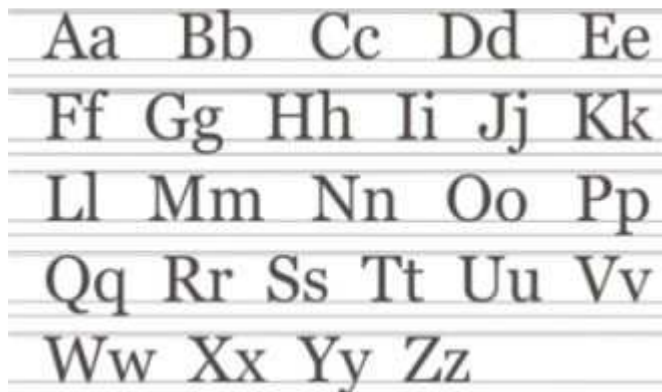 Aa Bb Cc Dd Ee
Ff Gg Hh Ii Jj Kk
Ll Mm Nn Oo Pp
Qq Rr Ss Tt Uu Vv
Ww Xx Yy Zz